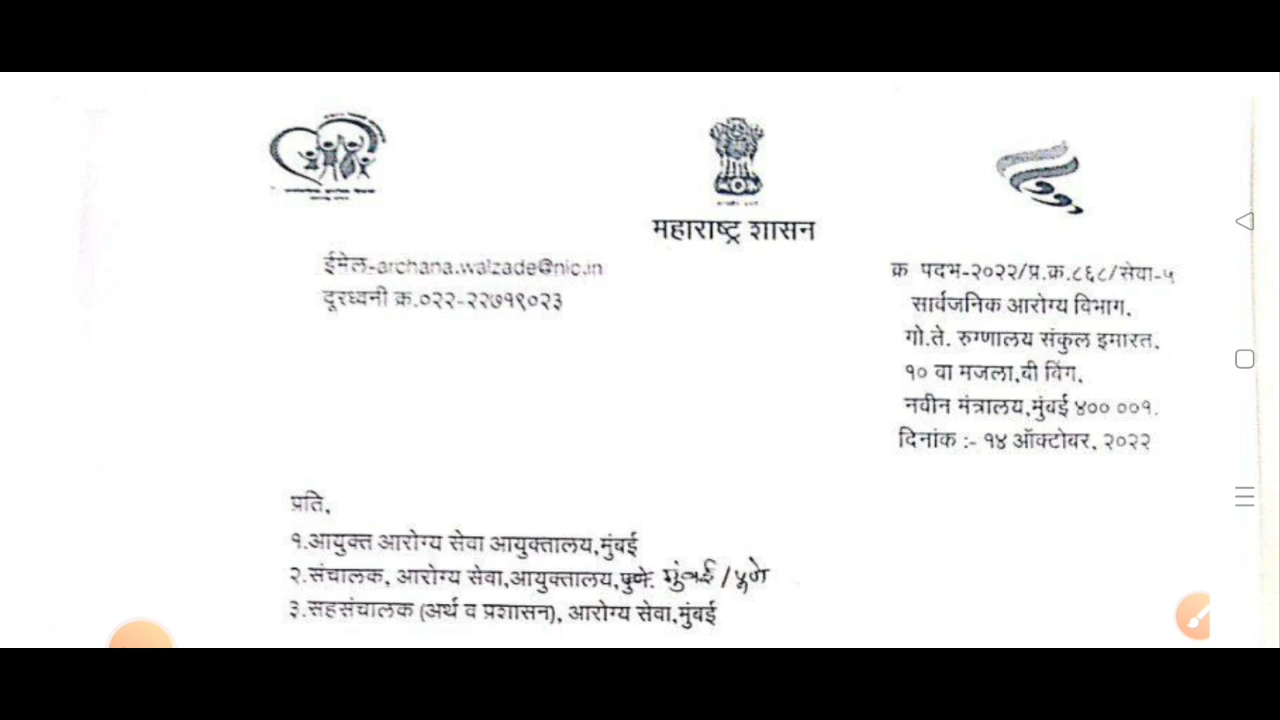 महाराष्ट्र शासन
ईमेल-archana.walzade@nic.in
दूरध्वनी क्र.०२२-२२७१९०२३
क्र पदभ-२०२२/प्र.क्र.८६८/सेवा-५
सार्वजनिक आरोग्य विभाग,
गो.ते. रुग्णालय संकुल इमारत,
१० वा मजला,बी विंग,
नवीन मंत्रालय,मुंबई ४०० ००१.
दिनांक :- १४ ऑक्टोबर, २०२२
प्रति,
१.आयुक्त आरोग्य सेवा आयुक्तालय,मुंबई
२.संचालक, आरोग्य सेवा,आयुक्तालय,पुणे. मुंबई/पुणे
३.सहसंचालक (अर्थ व प्रशासन), आरोग्य सेवा,मुंबई